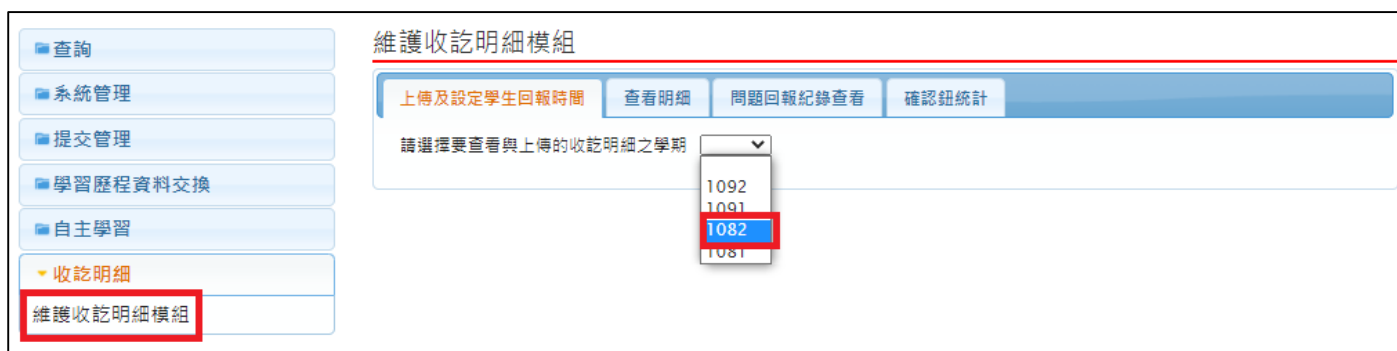 查詢
系統管理
提交管理
學習歷程資料交換
自主學習
收訖明細
維護收訖明細模組
維護收訖明細模組
上傳及設定學生回報時間
查看明細
問題回報紀錄查看
確認鈕統計
請選擇要查看與上傳的收訖明細之學期
1092
1091
1082
1081